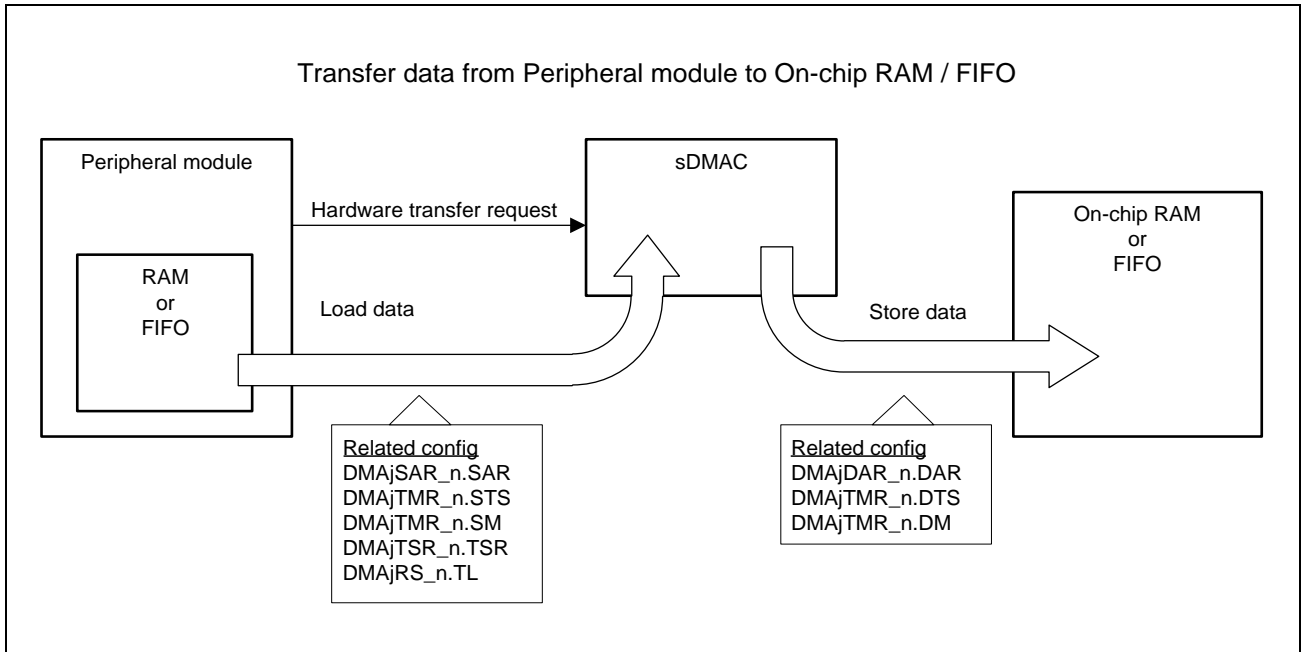 Transfer data from Peripheral module to On-chip RAM / FIFO
Peripheral module
sDMAC
Hardware transfer request
On-chip RAM
or
FIFO
RAM
or
FIFO
Load data
Store data
Related config
DMAjSAR_n.SAR
DMAjTMR_n.STS
DMAjTMR_n.SM
DMAjTSR_n.TSR
DMAjRS_n.TL
Related config
DMAjDAR_n.DAR
DMAjTMR_n.DTS
DMAjTMR_n.DM